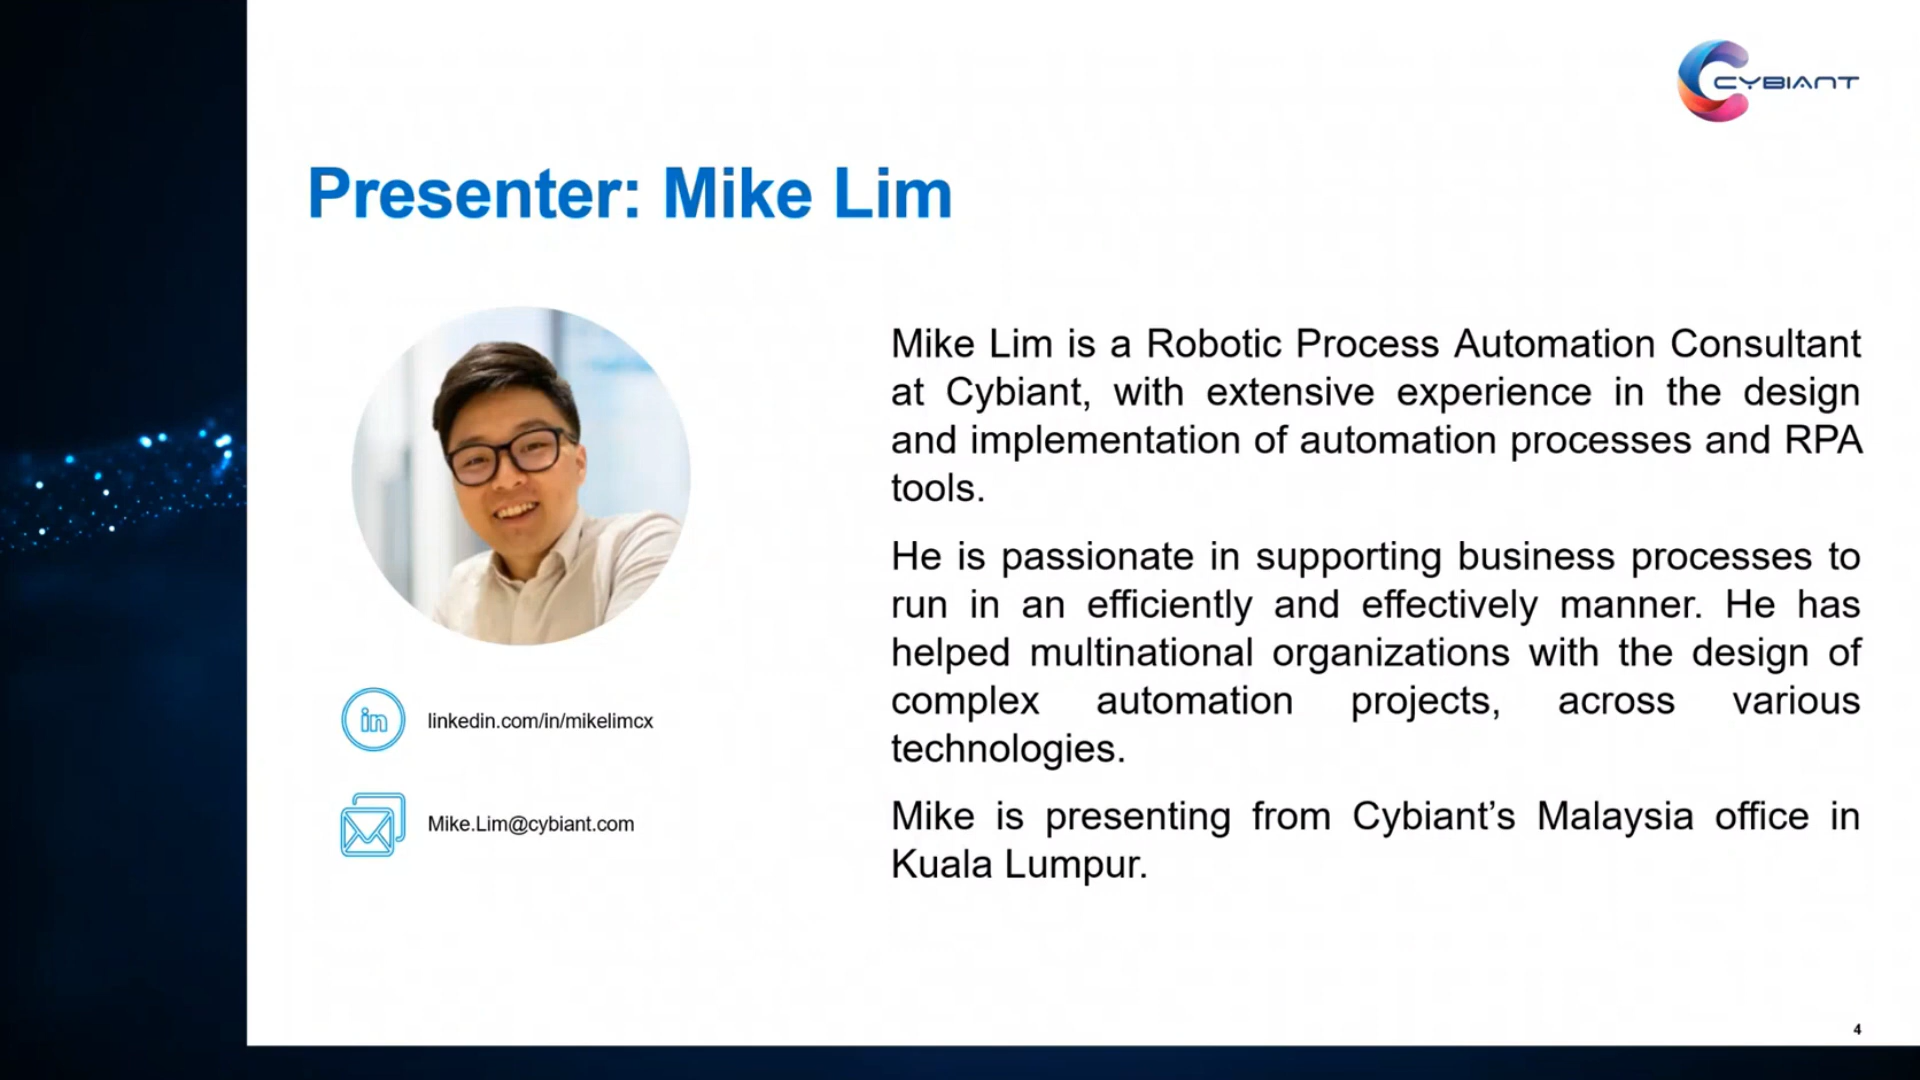 CYBIANT
Presenter: Mike Lim
Mike Lim is a Robotic Process Automation Consultant
at Cybiant, with extensive experience in the design
and implementation of automation processes and RPA
tools.
He is passionate in supporting business processes to
run in an efficiently and effectively manner. He has
helped multinational organizations with the design of
complex automation projects, across various
technologies.
Mike is presenting from Cybiant’s Malaysia office in
Kuala Lumpur.
in
linkedin.com/in/mikelimcx
Mike.Lim@cybiant.com
4